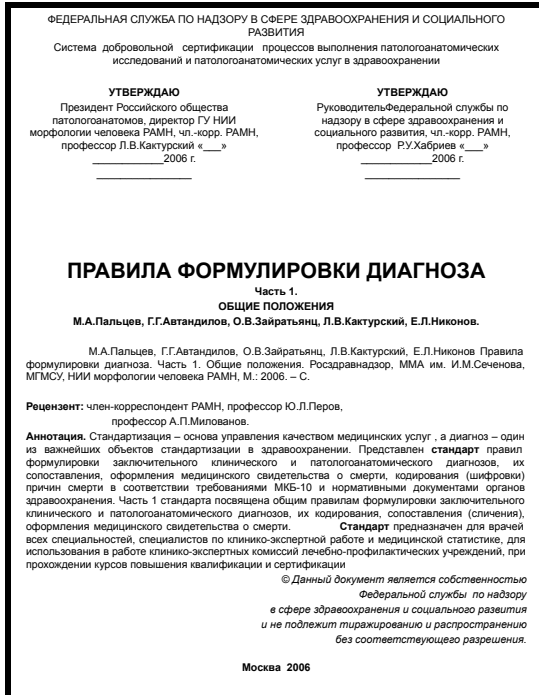 ФЕДЕРАЛЬНАЯ СЛУЖБА ПО НАДЗОРУ В СФЕРЕ ЗДРАВООХРАНЕНИЯ И СОЦИАЛЬНОГО
РАЗВИТИЯ
Система добровольной сертификации процессов выполнения патологоанатомических
исследований и патологоанатомических услуг в здравоохранении
УТВЕРЖДАЮ
Президент Российского общества
патологоанатомов, директор ГУ НИИ
морфологии человека РАМН, чл.-корр. РАМН,
профессор Л.В.Кактурский «___»
____________2006 г.
________________
УТВЕРЖДАЮ
РуководительФедеральной службы по
надзору в сфере здравоохранения и
социального развития, чл.-корр. РАМН,
профессор Р.У.Хабриев «___»
____________2006 г.
________________
ПРАВИЛА ФОРМУЛИРОВКИ ДИАГНОЗА
Часть 1.
ОБЩИЕ ПОЛОЖЕНИЯ
М.А.Пальцев, Г.Г.Автандилов, О.В.Зайратьянц, Л.В.Кактурский, Е.Л.Никонов.
М.А.Пальцев, Г.Г.Автандилов, О.В.Зайратьянц, Л.В.Кактурский, Е.Л.Никонов Правила
формулировки диагноза. Часть 1. Общие положения. Росздравнадзор, ММА им. И.М.Сеченова,
МГМСУ, НИИ морфологии человека РАМН, М.: 2006. – С.
Рецензент: член-корреспондент РАМН, профессор Ю.Л.Перов,
профессор А.П.Милованов.
Аннотация. Стандартизация – основа управления качеством медицинских услуг , а диагноз – один
из важнейших объектов стандартизации в здравоохранении. Представлен стандарт правил
формулировки заключительного клинического и патологоанатомического диагнозов, их
сопоставления, оформления медицинского свидетельства о смерти, кодирования (шифровки)
причин смерти в соответствии требованиями МКБ-10 и нормативными документами органов
здравоохранения. Часть 1 стандарта посвящена общим правилам формулировки заключительного
клинического и патологоанатомического диагнозов, их кодирования, сопоставления (сличения),
оформления медицинского свидетельства о смерти. Стандарт предназначен для врачей
всех специальностей, специалистов по клинико-экспертной работе и медицинской статистике, для
использования в работе клинико-экспертных комиссий лечебно-профилактических учреждений, при
прохождении курсов повышения квалификации и сертификации
© Данный документ является собственностью
Федеральной службы по надзору
в сфере здравоохранения и социального развития
и не подлежит тиражированию и распространению
без соответствующего разрешения.
Москва 2006